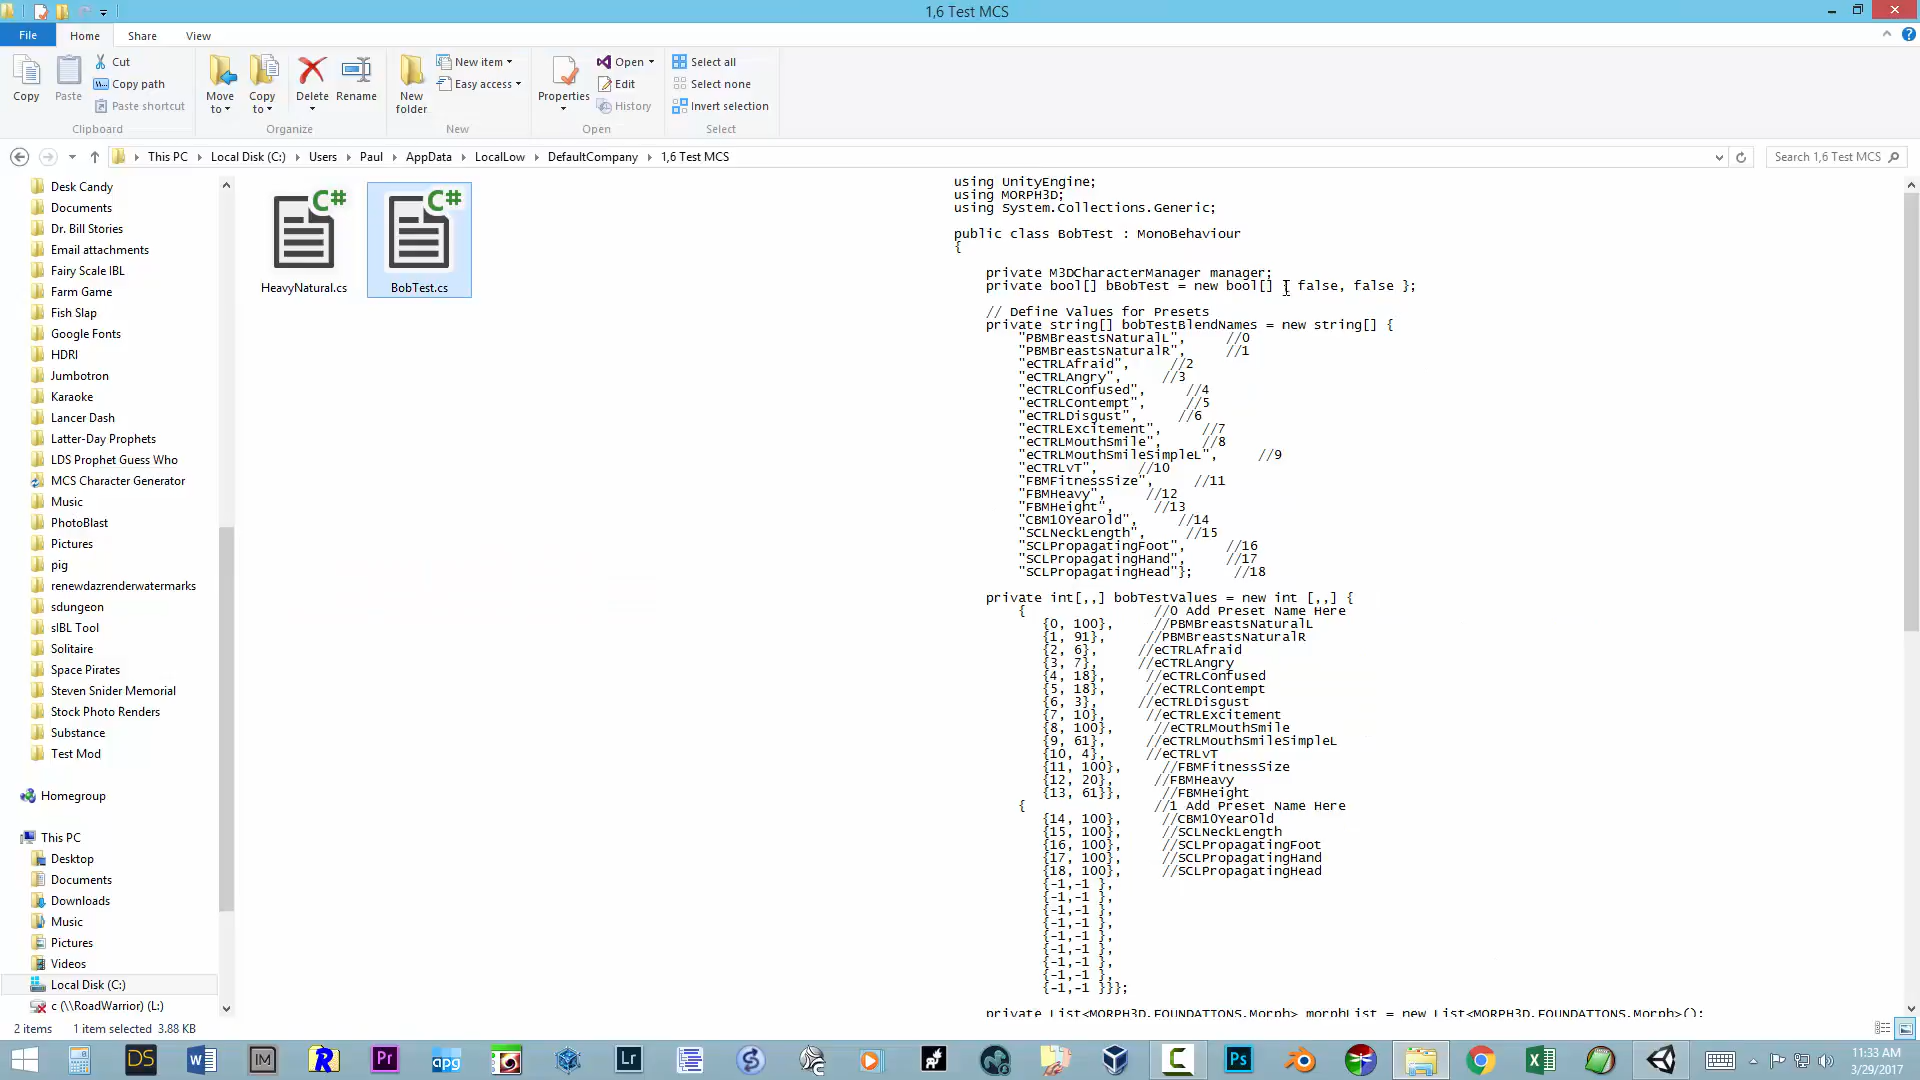 1,6 Test MCS
File
Home
Share
View
Copy
Paste
Cut
Copy path
Paste shortcut
Clipboard
Move to
Copy to
Delete
Rename
Organize
New folder
New item
Easy access
New
Properties
Open
Edit
History
Open
Select all
Select none
Invert selection
Select
This PC
Local Disk (C:)
Users
Paul
AppData
LocalLow
DefaultCompany
1,6 Test MCS
Search 1,6 Test MCS
Desk Candy
Documents
Dr. Bill Stories
Email attachments
Fairy Scale IBL
Farm Game
Fish Slap
Google Fonts
HDRI
Jumbotron
Karaoke
Lancer Dash
Latter-Day Prophets
LDS Prophet Guess Who
MCS Character Generator
Music
PhotoBlast
Pictures
pig
renewdazrenderwatermarks
sdungeon
sIBL Tool
Solitaire
Space Pirates
Steven Snider Memorial
Stock Photo Renders
Substance
Test Mod
Homegroup
This PC
Desktop
Documents
Downloads
Music
Pictures
Videos
Local Disk (C:)
c (\\RoadWarrior) (L:)
HeavyNatural.cs
BobTest.cs
using UnityEngine;
using MORPH3D;
using System.Collections.Generic;
public class BobTest : MonoBehaviour
{
private M3DCharacterManager manager;
private bool[] bBobTest = new bool[] { false, false };
// Define Values for Presets
private string[] bobTestBlendNames = new string[] {
"PBMBreastsNaturalL", //0
"PBMBreastsNaturalR", //1
"eCTRLAfraid", //2
"eCTRLAngry", //3
"eCTRLConfused", //4
"eCTRLContempt", //5
"eCTRLDisgust", //6
"eCTRLExcitement", //7
"eCTRLMouthSmile", //8
"eCTRLMouthSmileSimpleL", //9
"eCTRLvT", //10
"FBMFitnessSize", //11
"FBMHeavy", //12
"FBMHeight", //13
"CBM10YearOld", //14
"SCLNeckLength", //15
"SCLPropagatingFoot", //16
"SCLPropagatingHand", //17
"SCLPropagatingHead"}; //18
private int[,,] bobTestValues = new int [,,] {
{ //0 Add Preset Name Here
{0, 100}, //PBMBreastsNaturalL
{1, 91}, //PBMBreastsNaturalR
{2, 6}, //eCTRLAfraid
{3, 7}, //eCTRLAngry
{4, 18}, //eCTRLConfused
{5, 18}, //eCTRLContempt
{6, 3}, //eCTRLDisgust
{7, 10}, //eCTRLExcitement
{8, 100}, //eCTRLMouthSmile
{9, 61}, //eCTRLMouthSmileSimpleL
{10, 4}, //eCTRLvT
{11, 100}, //FBMFitnessSize
{12, 20}, //FBMHeavy
{13, 61}}, //FBMHeight
{ //1 Add Preset Name Here
{14, 100}, //CBM10YearOld
{15, 100}, //SCLNeckLength
{16, 100}, //SCLPropagatingFoot
{17, 100}, //SCLPropagatingHand
{18, 100}, //SCLPropagatingHead
{-1,-1 },
{-1,-1 },
{-1,-1 },
{-1,-1 },
{-1,-1 },
{-1,-1 },
{-1,-1 },
{-1,-1 },
{-1,-1 }}};
private List<MORPH3D.FOUNDATIONS.Morph> morphList = new List<MORPH3D.FOUNDATIONS.Morph>();
2 items
1 item selected 3.88 KB
DS
IM
Pr
apg
Lr
Ps
11:33 AM
3/29/2017